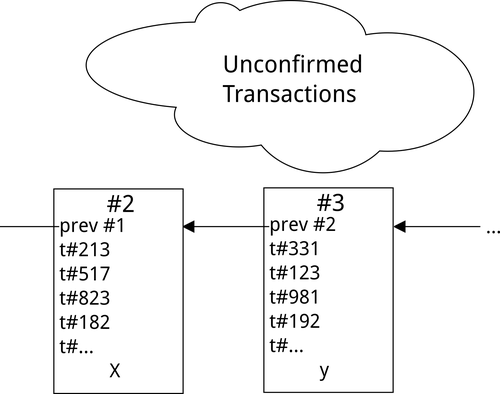 Unconfirmed
Transactions
#2
prev #1
t#213
t#517
t#823
t#182
t#...
X
#3
prev #2
t#331
t#123
t#981
t#192
t#...
y
...